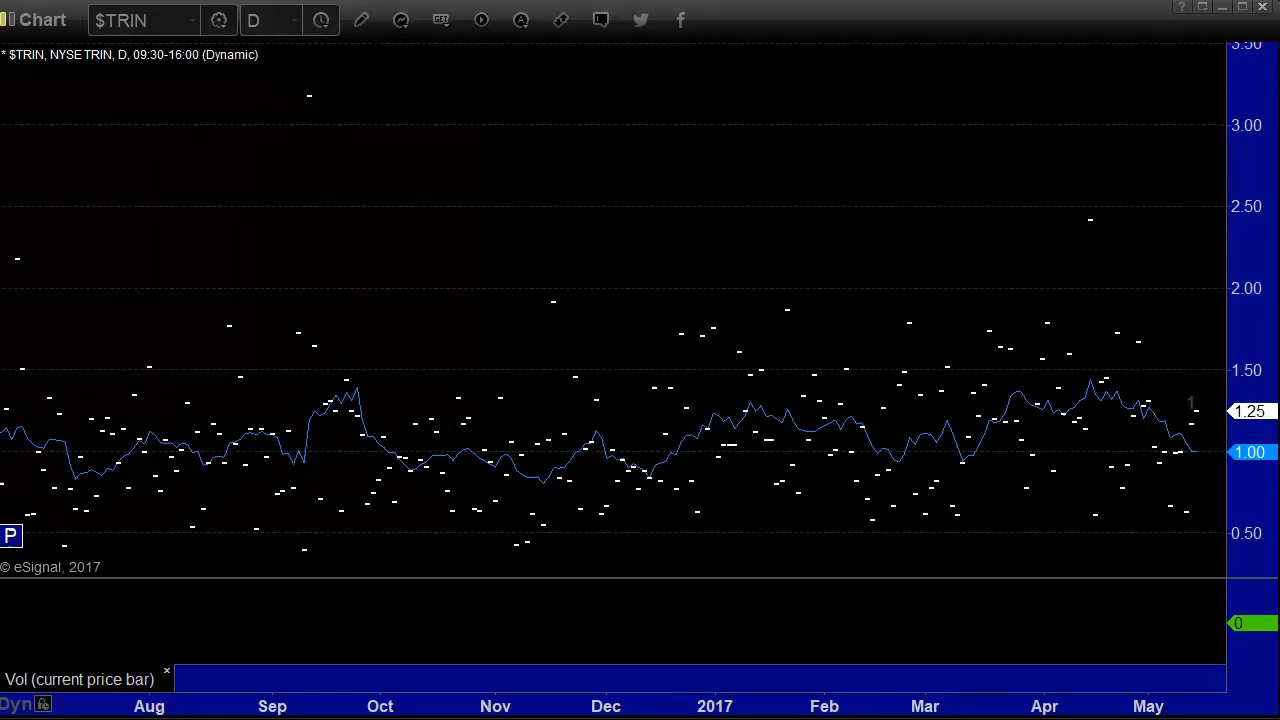 Chart $TRIN D GET A
* $TRIN, NYSE TRIN, D, 09:30-16:00 (Dynamic)
3.50
3.00
2.50
2.00
1.50
1
1.25
1.00
P
0.50
© eSignal, 2017
0
Vol (current price bar) ×
Dyn Aug Sep Oct Nov Dec 2017 Feb Mar Apr May